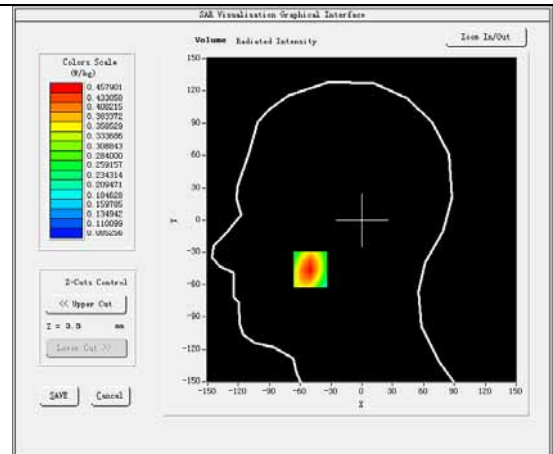 SAR Visualisation Graphical Interface
Volume Radiated Intensity
Zoom In/Out
Colors Scale
(W/kg)
0.457901
0.433058
0.408215
0.383372
0.358529
0.333686
0.308843
0.284000
0.259157
0.234314
0.209471
0.184628
0.159785
0.134942
0.110099
0.085256
Z-Cuts Control
<< Upper Cut
Z = 3.5 mm
Lower Cut >>
SAVE Cancel
150
120
90
60
30
0
-30
-60
-90
-120
-150
Y
-150 -120 -90 -60 -30 0 30 60 90 120 150
X